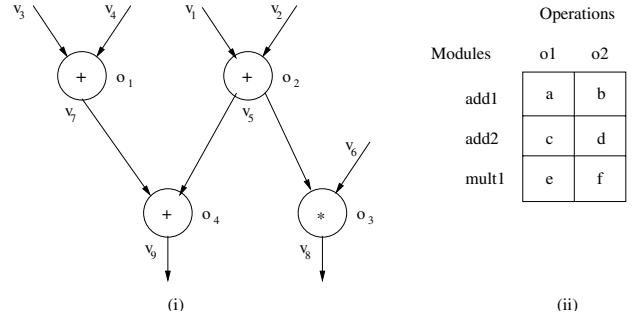 v3 v4 v1 v2
+ o1
+ o2
v7
v5
v6
+ o4
* o3
v9
v8
(i)
Operations
Modules o1 o2
add1 a b
add2 c d
mult1 e f
(ii)